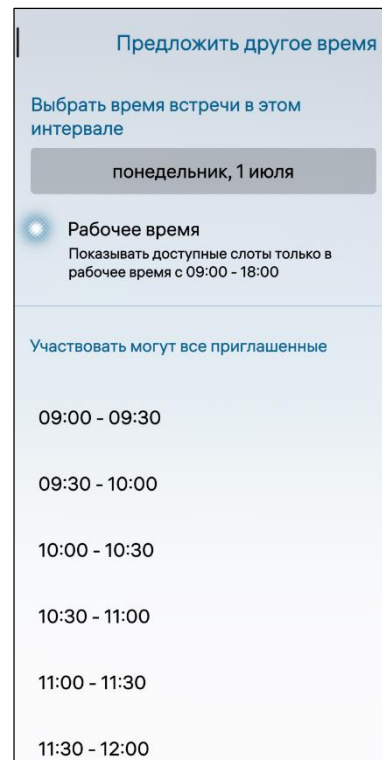 Предложить другое время
Выбрать время встречи в этом
интервале
понедельник, 1 июля
Рабочее время
Показывать доступные слоты только в
рабочее время с 09:00 - 18:00
Участвовать могут все приглашенные
09:00 - 09:30
09:30 - 10:00
10:00 - 10:30
10:30 - 11:00
11:00 - 11:30
11:30 - 12:00